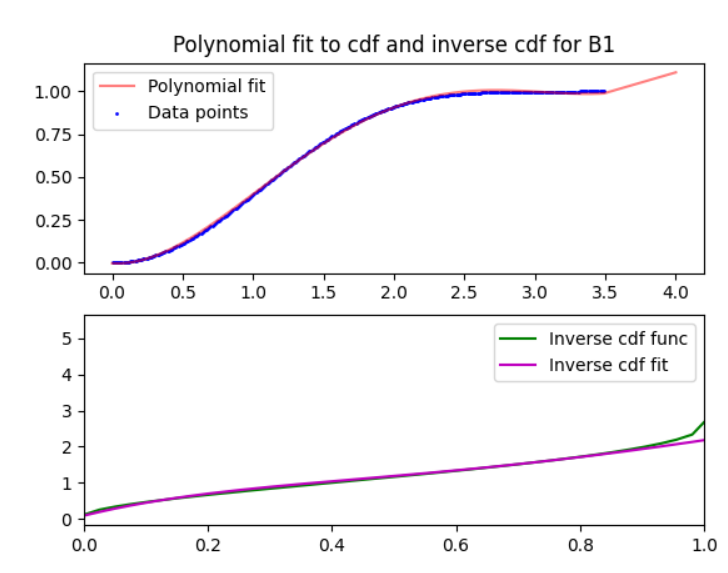 Polynomial fit to cdf and inverse cdf for B1
Polynomial fit
Data points
1.00
0.75
0.50
0.25
0.00
0.0 0.5 1.0 1.5 2.0 2.5 3.0 3.5 4.0
Inverse cdf func
Inverse cdf fit
5
4
3
2
1
0
0.0 0.2 0.4 0.6 0.8 1.0